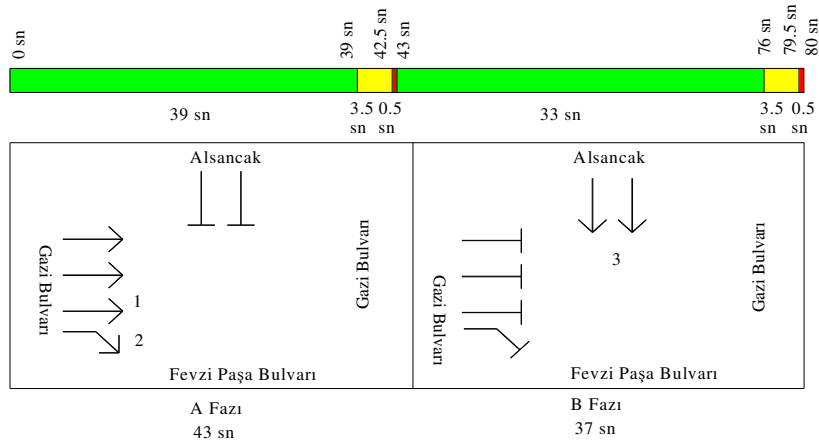 0 sn
39 sn
42.5 sn
43 sn
76 sn
79.5 sn
80 sn
39 sn
3.5 sn
0.5 sn
33 sn
3.5 sn
0.5 sn
Alsancak
Gazi Bulvarı
1
2
Gazi Bulvarı
Fevzi Paşa Bulvarı
Alsancak
Gazi Bulvarı
3
Gazi Bulvarı
Fevzi Paşa Bulvarı
A Fazı
43 sn
B Fazı
37 sn